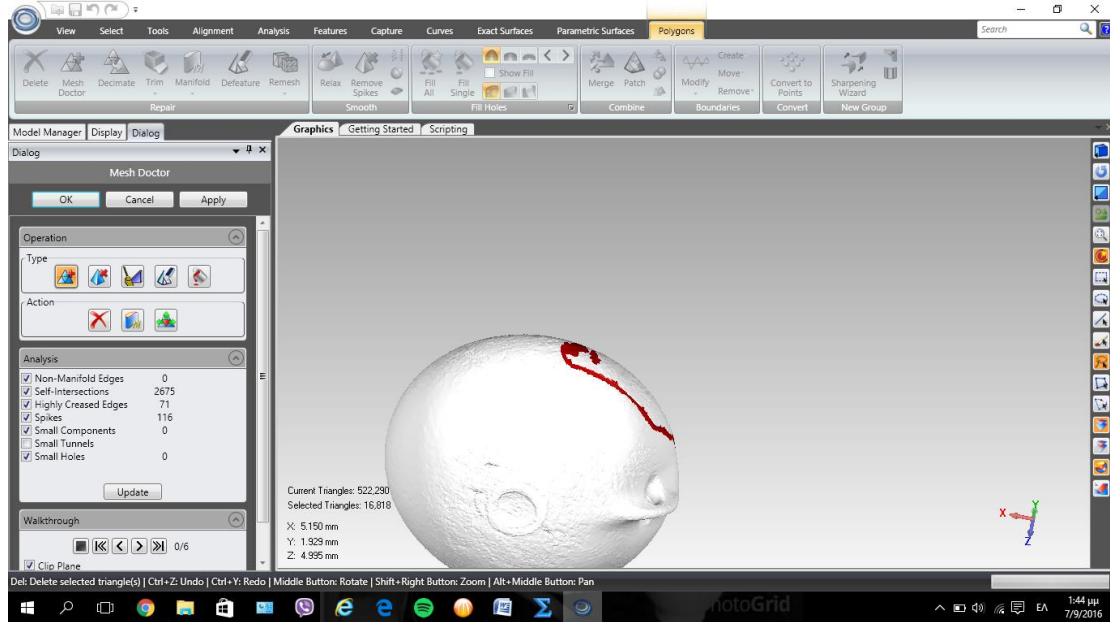 View Select Tools Alignment Analysis Features Capture Curves Exact Surfaces Parametric Surfaces Polygons Search
Delete Mesh Doctor Decimate Trim Manifold Defeature Remesh Relax Remove Spikes Fill All Fill Single Show Fill Merge Patch Modify Create Move Remove Convert to Points Sharpening Wizard
Repair Smooth Fill Holes Combine Boundaries Convert New Group
Model Manager Display Dialog Graphics Getting Started Scripting
Dialog
Mesh Doctor
OK Cancel Apply
Operation
Type
Action
Analysis
Non-Manifold Edges 0
Self-Intersections 2675
Highly Creased Edges 71
Spikes 116
Small Components 0
Small Tunnels
Small Holes 0
Update
Walkthrough
0/6
Clip Plane
Current Triangles: 522,290
Selected Triangles: 16,818
X: 5.150 mm
Y: 1.929 mm
Z: 4.995 mm
X Y Z
Del: Delete selected triangle(s) | Ctrl+Z: Undo | Ctrl+Y: Redo | Middle Button: Rotate | Shift+Right Button: Zoom | Alt+Middle Button: Pan
hotoGrid
ΕΛ 1:44 μμ
7/9/2016